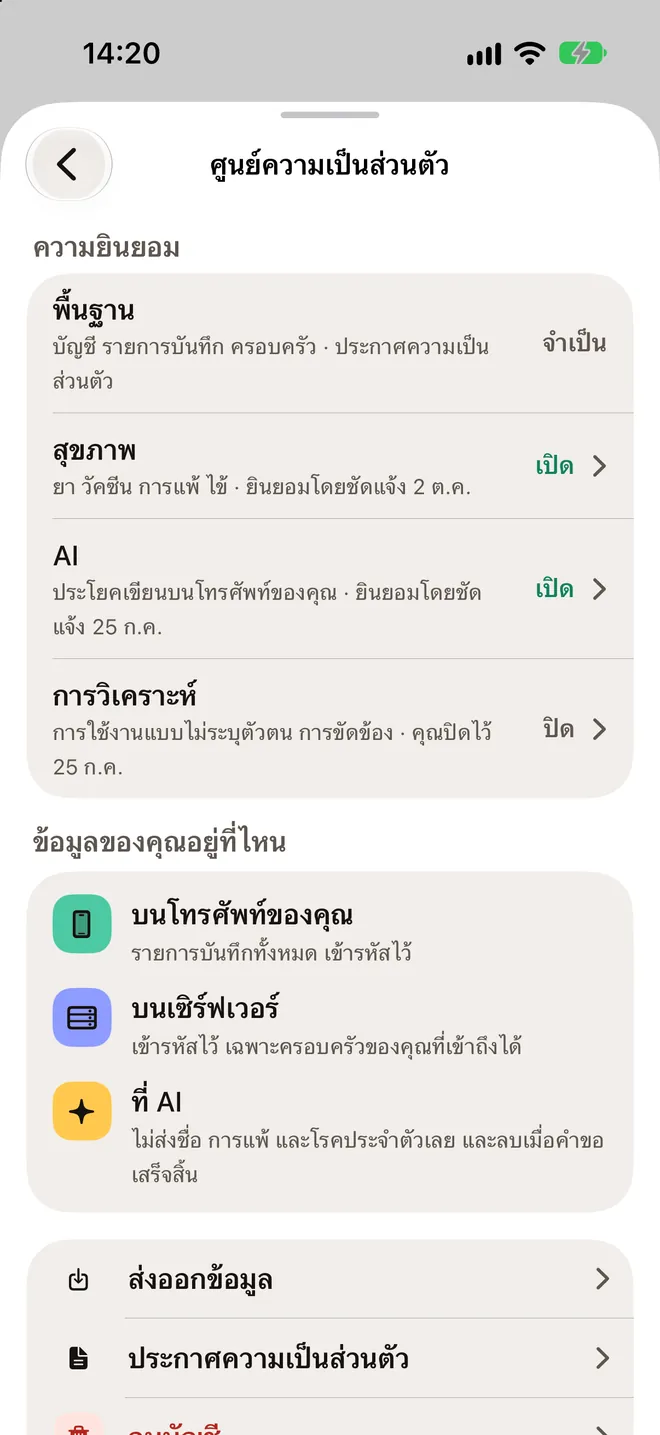 14:20
ศูนย์ความเป็นส่วนตัว
ความยินยอม
พื้นฐาน
บัญชี รายการบันทึก ครอบครัว · ประกาศความเป็น
ส่วนตัว
จำเป็น
สุขภาพ
ยา วัคซีน การแพ้ ไข้ · ยินยอมโดยชัดแจ้ง 2 ต.ค.
เปิด
AI
ประโยคเขียนบนโทรศัพท์ของคุณ · ยินยอมโดยชัด
แจ้ง 25 ก.ค.
เปิด
การวิเคราะห์
การใช้งานแบบไม่ระบุตัวตน การขัดข้อง · คุณปิดไว้
25 ก.ค.
ปิด
ข้อมูลของคุณอยู่ที่ไหน
บนโทรศัพท์ของคุณ
รายการบันทึกทั้งหมด เข้ารหัสไว้
บนเซิร์ฟเวอร์
เข้ารหัสไว้ เฉพาะครอบครัวของคุณที่เข้าถึงได้
ที่ AI
ไม่ส่งชื่อ การแพ้ และโรคประจำตัวเลย และลบเมื่อคำขอ
เสร็จสิ้น
ส่งออกข้อมูล
ประกาศความเป็นส่วนตัว